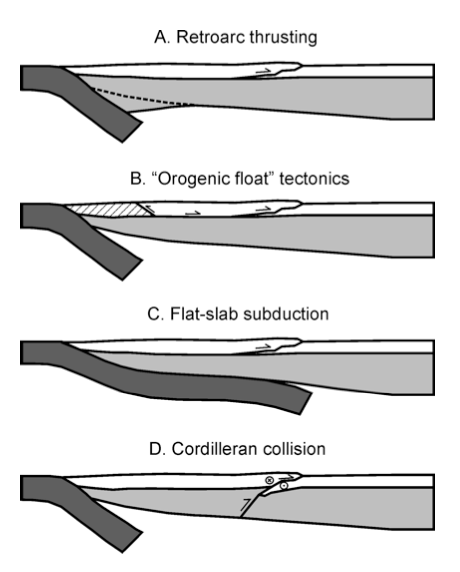 A. Retroarc thrusting
B. “Orogenic float” tectonics
C. Flat-slab subduction
D. Cordilleran collision